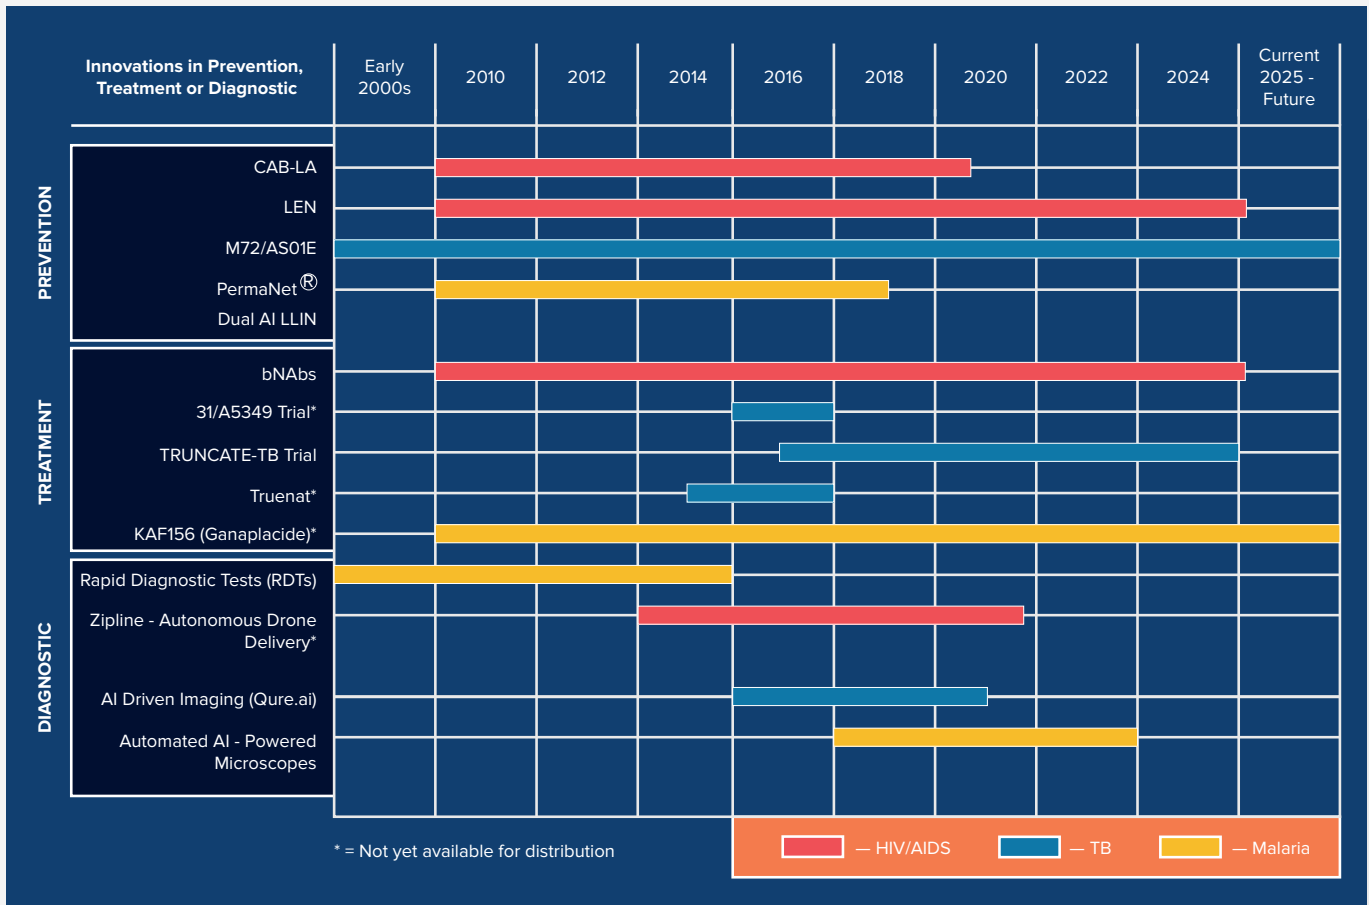 Innovations in Prevention,
Treatment or Diagnostic
Early
2000s
2010
2012
2014
2016
2018
2020
2022
2024
Current
2025 -
Future
PREVENTION
CAB-LA
LEN
M72/AS01E
PermaNet®
Dual AI LLIN
TREATMENT
bNAbs
31/A5349 Trial*
TRUNCATE-TB Trial
Truenat*
KAF156 (Ganaplacide)*
DIAGNOSTIC
Rapid Diagnostic Tests (RDTs)
Zipline - Autonomous Drone
Delivery*
AI Driven Imaging (Qure.ai)
Automated AI - Powered
Microscopes
* = Not yet available for distribution
— HIV/AIDS
— TB
— Malaria